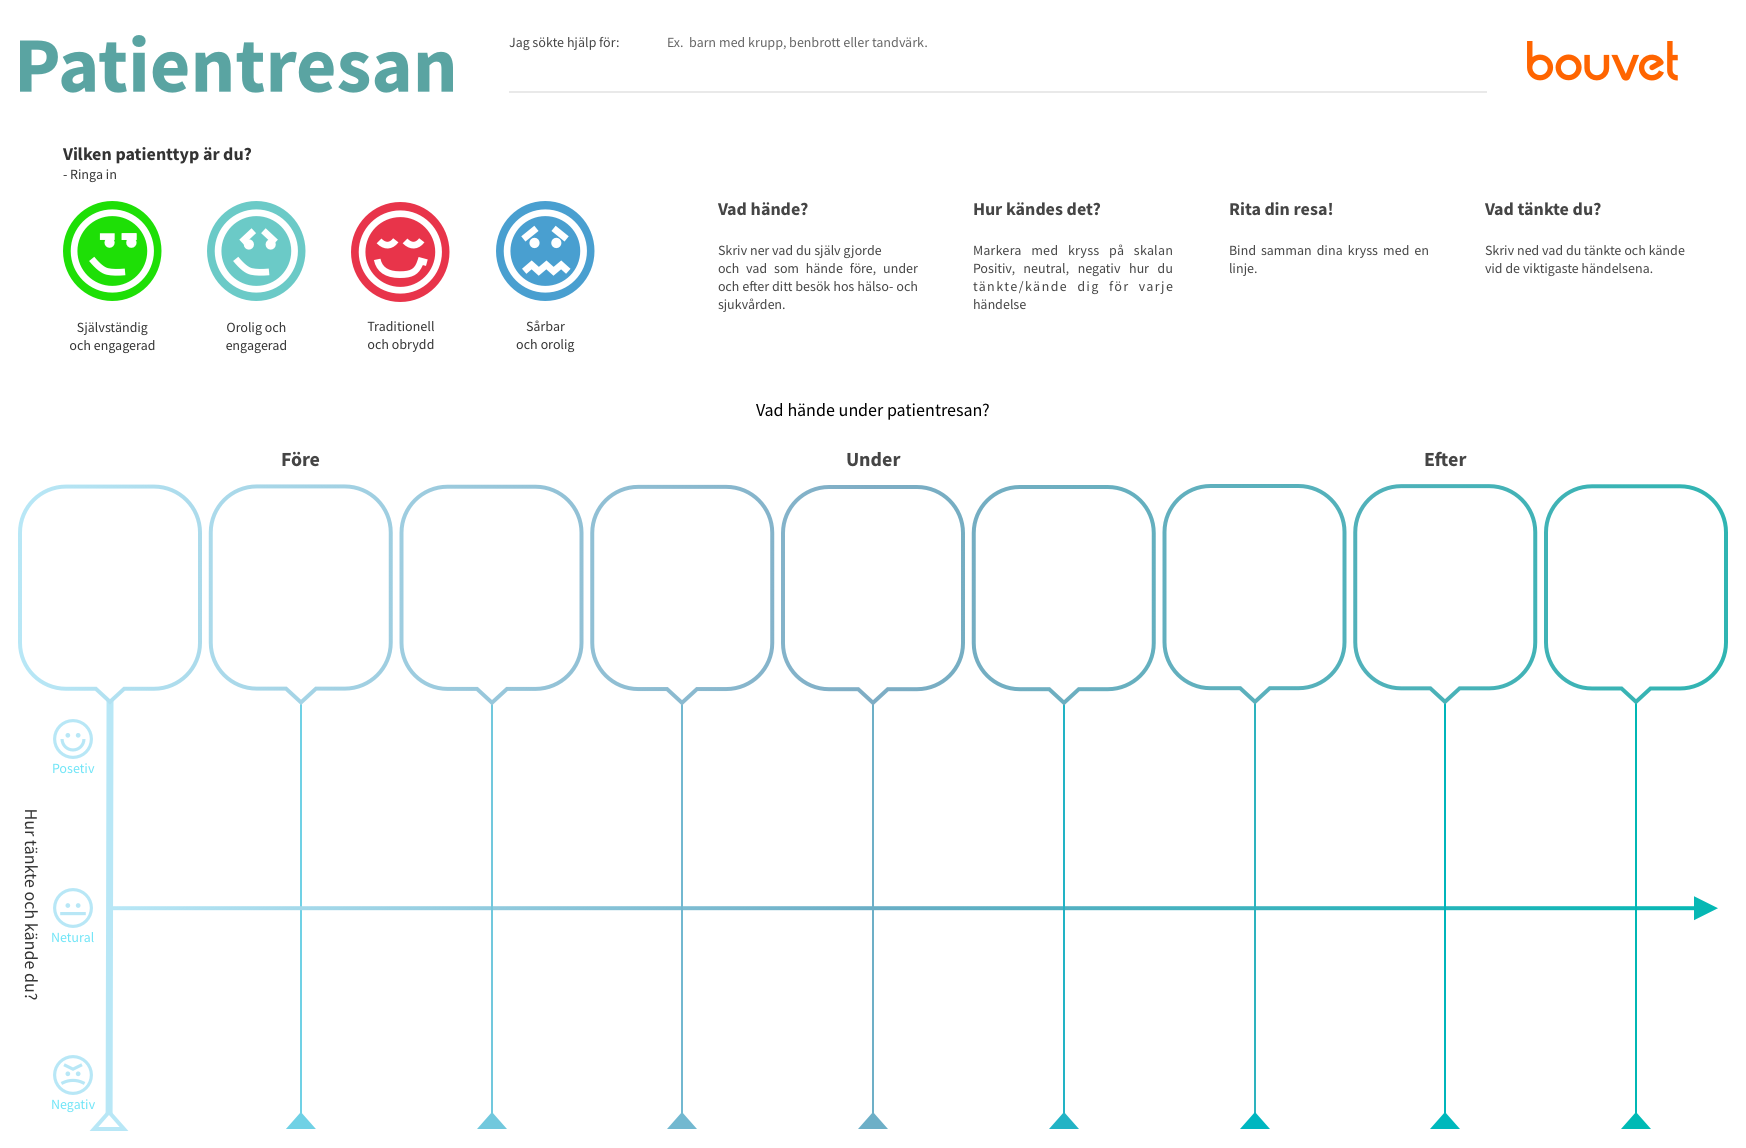 Patientresan
Jag sökte hjälp för:
Ex. barn med krupp, benbrott eller tandvärk.
bouvet
Vilken patienttyp är du?
- Ringa in
Självständig
och engagerad
Orolig och
engagerad
Traditionell
och obrydd
Sårbar
och orolig
Vad hände?
Skriv ner vad du själv gjorde
och vad som hände före, under
och efter ditt besök hos hälso- och
sjukvården.
Hur kändes det?
Markera med kryss på skalan
Positiv, neutral, negativ hur du
tänkte/kände dig för varje
händelse
Rita din resa!
Bind samman dina kryss med en
linje.
Vad tänkte du?
Skriv ned vad du tänkte och kände
vid de viktigaste händelsena.
Vad hände under patientresan?
Före
Under
Efter
Hur tänkte och kände du?
Posetiv
Netural
Negativ